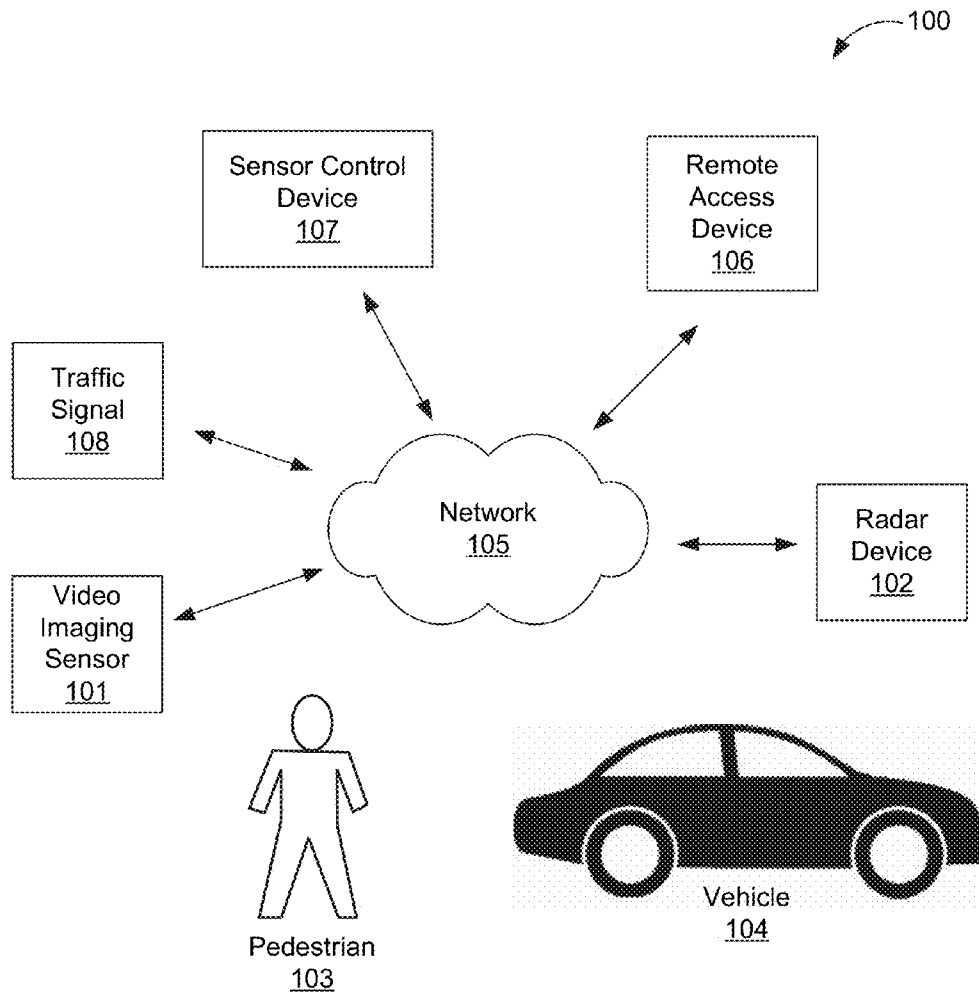 100
Sensor Control
Device
107
Remote
Access
Device
106
Traffic
Signal
108
Network
105
Radar
Device
102
Video
Imaging
Sensor
101
Vehicle
104
Pedestrian
103